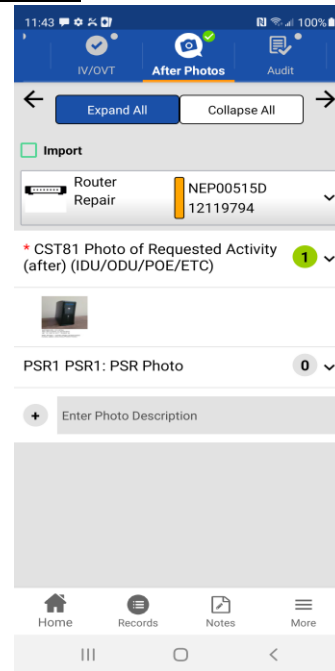 11:43 100%
IV/OVT After Photos Audit
Expand All Collapse All
Import
Router NEP00515D
Repair 12119794
* CST81 Photo of Requested Activity 1
(after) (IDU/ODU/POE/ETC)
PSR1 PSR1: PSR Photo 0
+ Enter Photo Description
Home Records Notes More